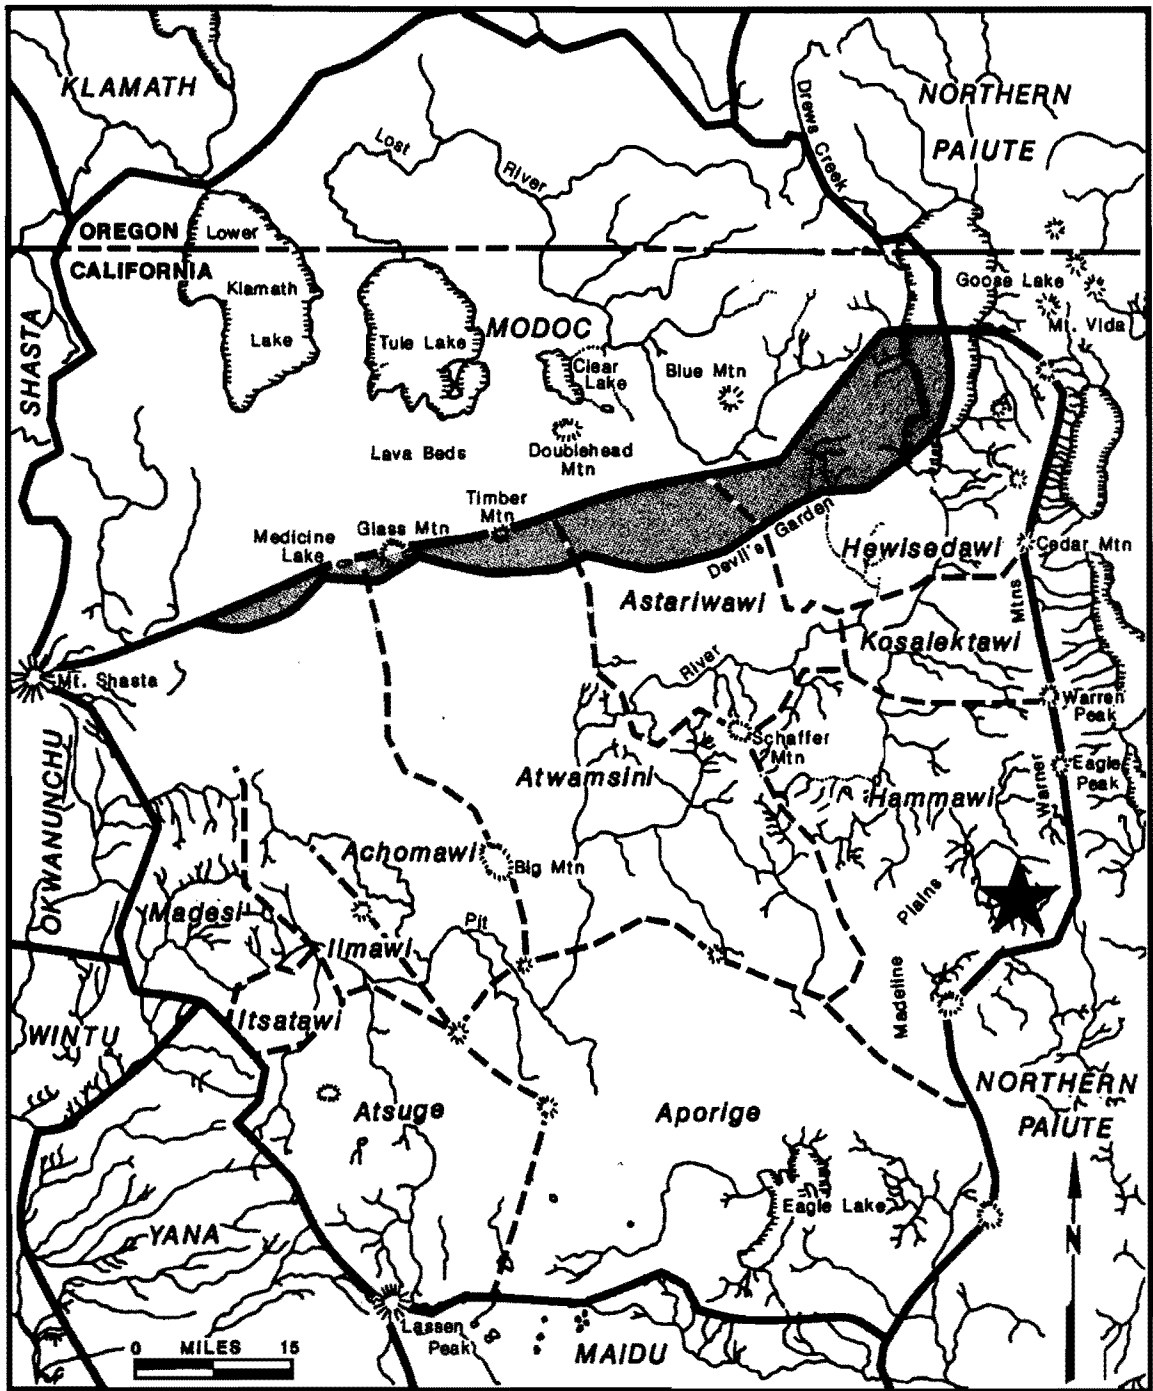 KLAMATH
NORTHERN
PAIUTE
Drews Creek
Lost
River
OREGON
CALIFORNIA
Lower
Klamath
Lake
Goose Lake
Mt. Vida
SHASTA
Tule Lake
MODOC
Clear
Lake
Blue Mtn
Lava Beds
Doublehead
Mtn
Timber
Mtn
Glass Mtn
Medicine
Lake
Devil's Garden
Hewisedawi
Cedar Mtn
Astariwawi
Mtns
Kosalektawi
Mt. Shasta
River
Warren
Peak
Schaffer
Mtn
OKWANUNCHU
Atwamsini
Hammawi
Warner
Eagle
Peak
Achomawi
Big Mtn
Madesi
Pit
Plains
Ilmawi
Madeline
Itsatawi
WINTU
NORTHERN
PAIUTE
Atsuge
Aporige
Eagle Lake
YANA
N
Lassen
Peak
MAIDU
0 MILES 15